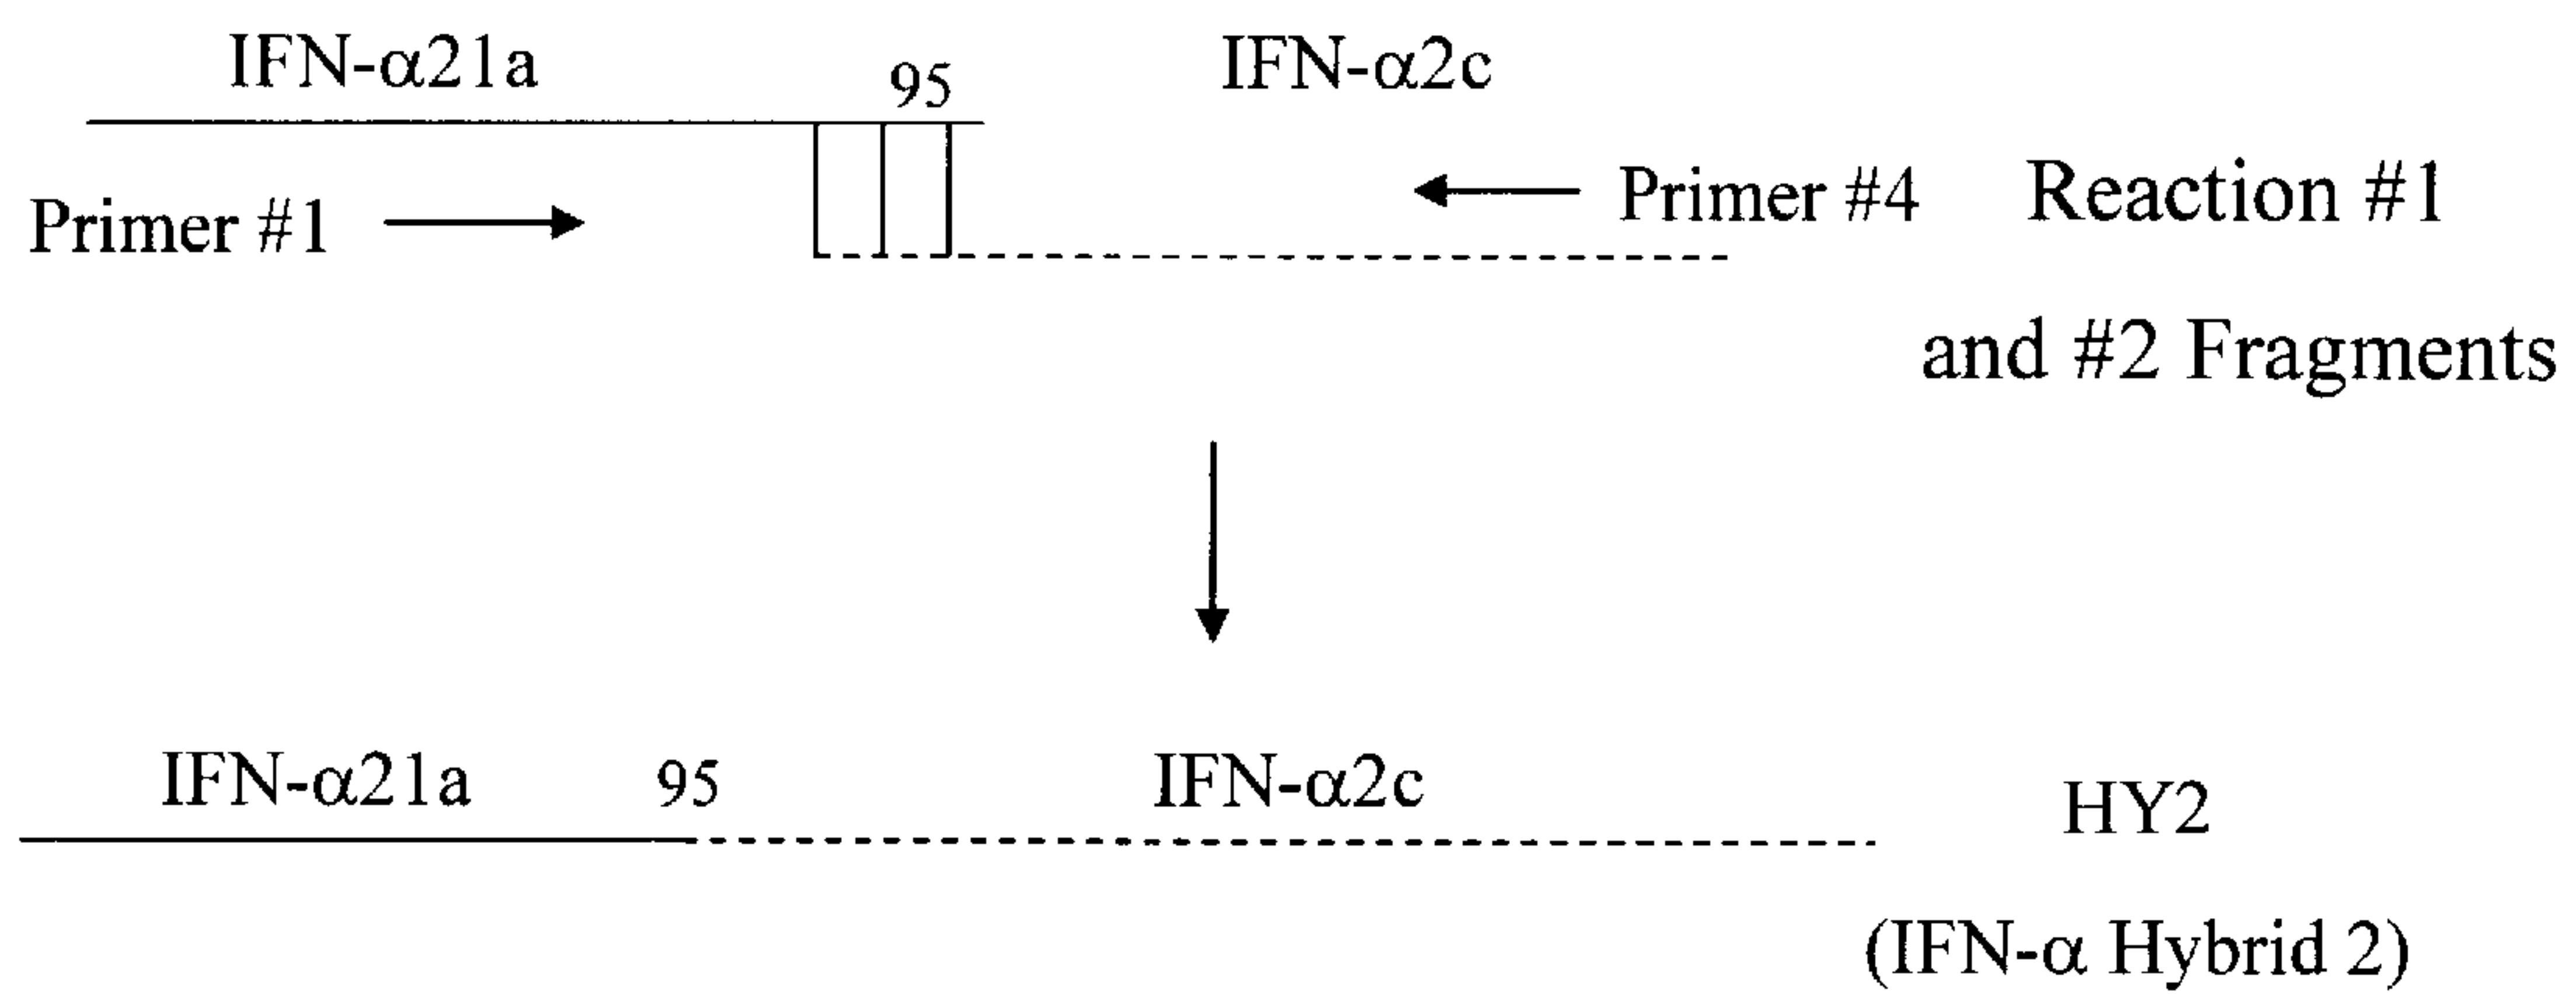 IFN-α21a 95 IFN-α2c
Primer #1 Primer #4 Reaction #1
and #2 Fragments
IFN-α21a 95 IFN-α2c HY2
(IFN-α Hybrid 2)